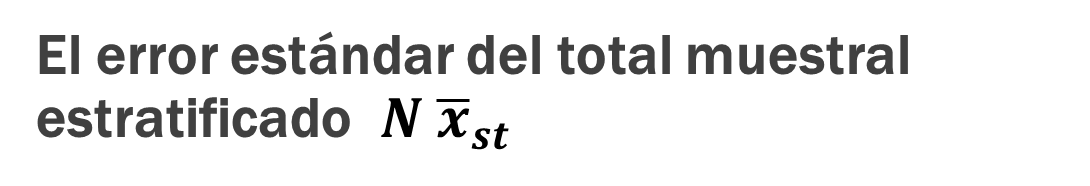 El error estándar del total muestral
estratificado N x̅st